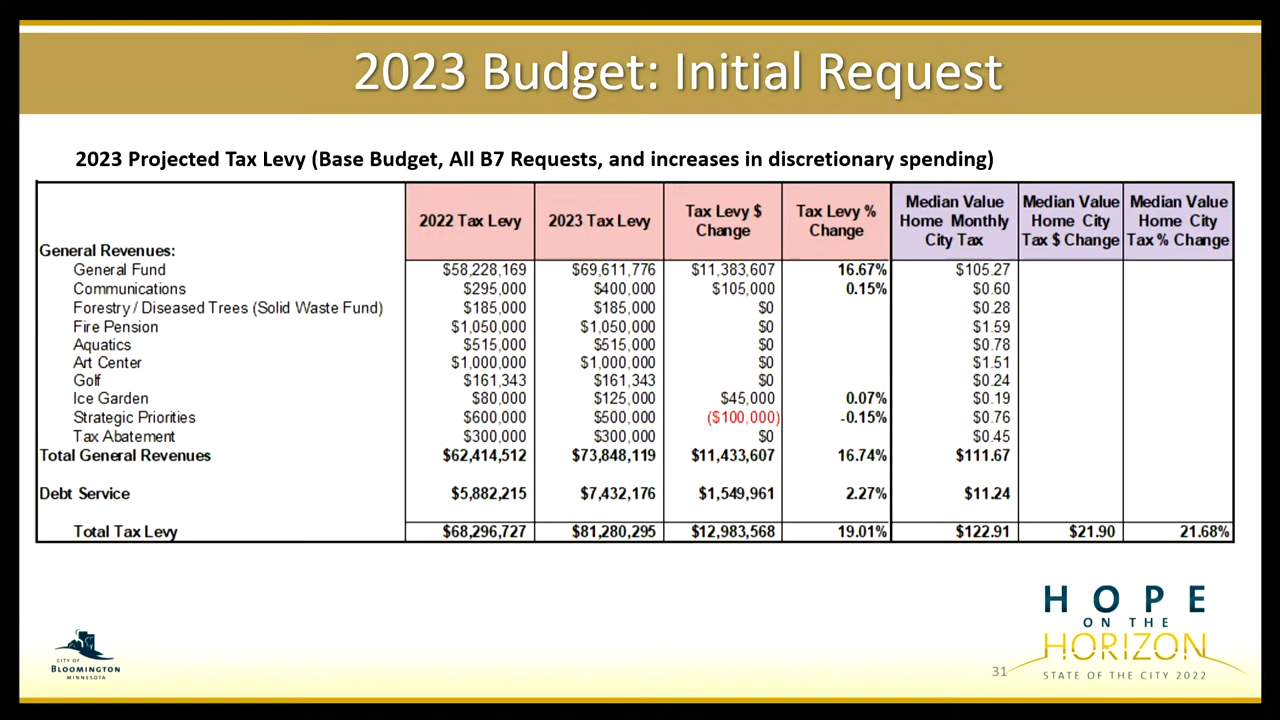 2023 Budget: Initial Request
2023 Projected Tax Levy (Base Budget, All B7 Requests, and increases in discretionary spending)
General Revenues: 2022 Tax Levy 2023 Tax Levy Tax Levy $ Change Tax Levy % Change Median Value Home Monthly City Tax Median Value Home City Tax $ Change Median Value Home City Tax % Change
General Fund $58,228,169 $69,611,776 $11,383,607 16.67% $105.27
Communications $295,000 $400,000 $105,000 0.15% $0.60
Forestry / Diseased Trees (Solid Waste Fund) $185,000 $185,000 $0 $0.28
Fire Pension $1,050,000 $1,050,000 $0 $1.59
Aquatics $515,000 $515,000 $0 $0.78
Art Center $1,000,000 $1,000,000 $0 $1.51
Golf $161,343 $161,343 $0 $0.24
Ice Garden $80,000 $125,000 $45,000 0.07% $0.19
Strategic Priorities $600,000 $500,000 ($100,000) -0.15% $0.76
Tax Abatement $300,000 $300,000 $0 $0.45
Total General Revenues $62,414,512 $73,848,119 $11,433,607 16.74% $111.67
Debt Service $5,882,215 $7,432,176 $1,549,961 2.27% $11.24
Total Tax Levy $68,296,727 $81,280,295 $12,983,568 19.01% $122.91 $21.90 21.68%
CITY OF
BLOOMINGTON
MINNESOTA
31
HOPE
ON THE
HORIZON
STATE OF THE CITY 2022